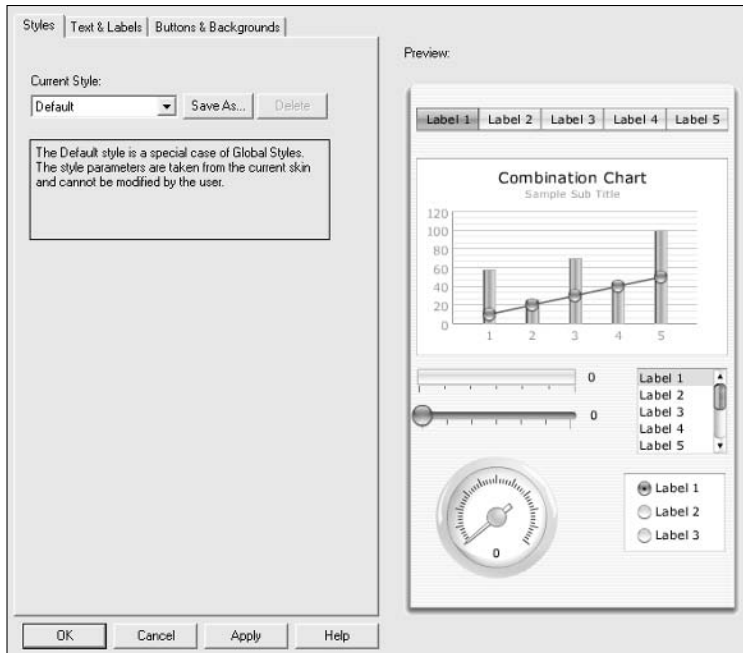 Styles Text & Labels Buttons & Backgrounds
Current Style:
Default Save As... Delete
The Default style is a special case of Global Styles.
The style parameters are taken from the current skin
and cannot be modified by the user.
OK Cancel Apply Help
Preview:
Label 1 Label 2 Label 3 Label 4 Label 5
Combination Chart
Sample Sub Title
120
100
80
60
40
20
0
1 2 3 4 5
0
0
Label 1
Label 2
Label 3
Label 4
Label 5
0
Label 1
Label 2
Label 3